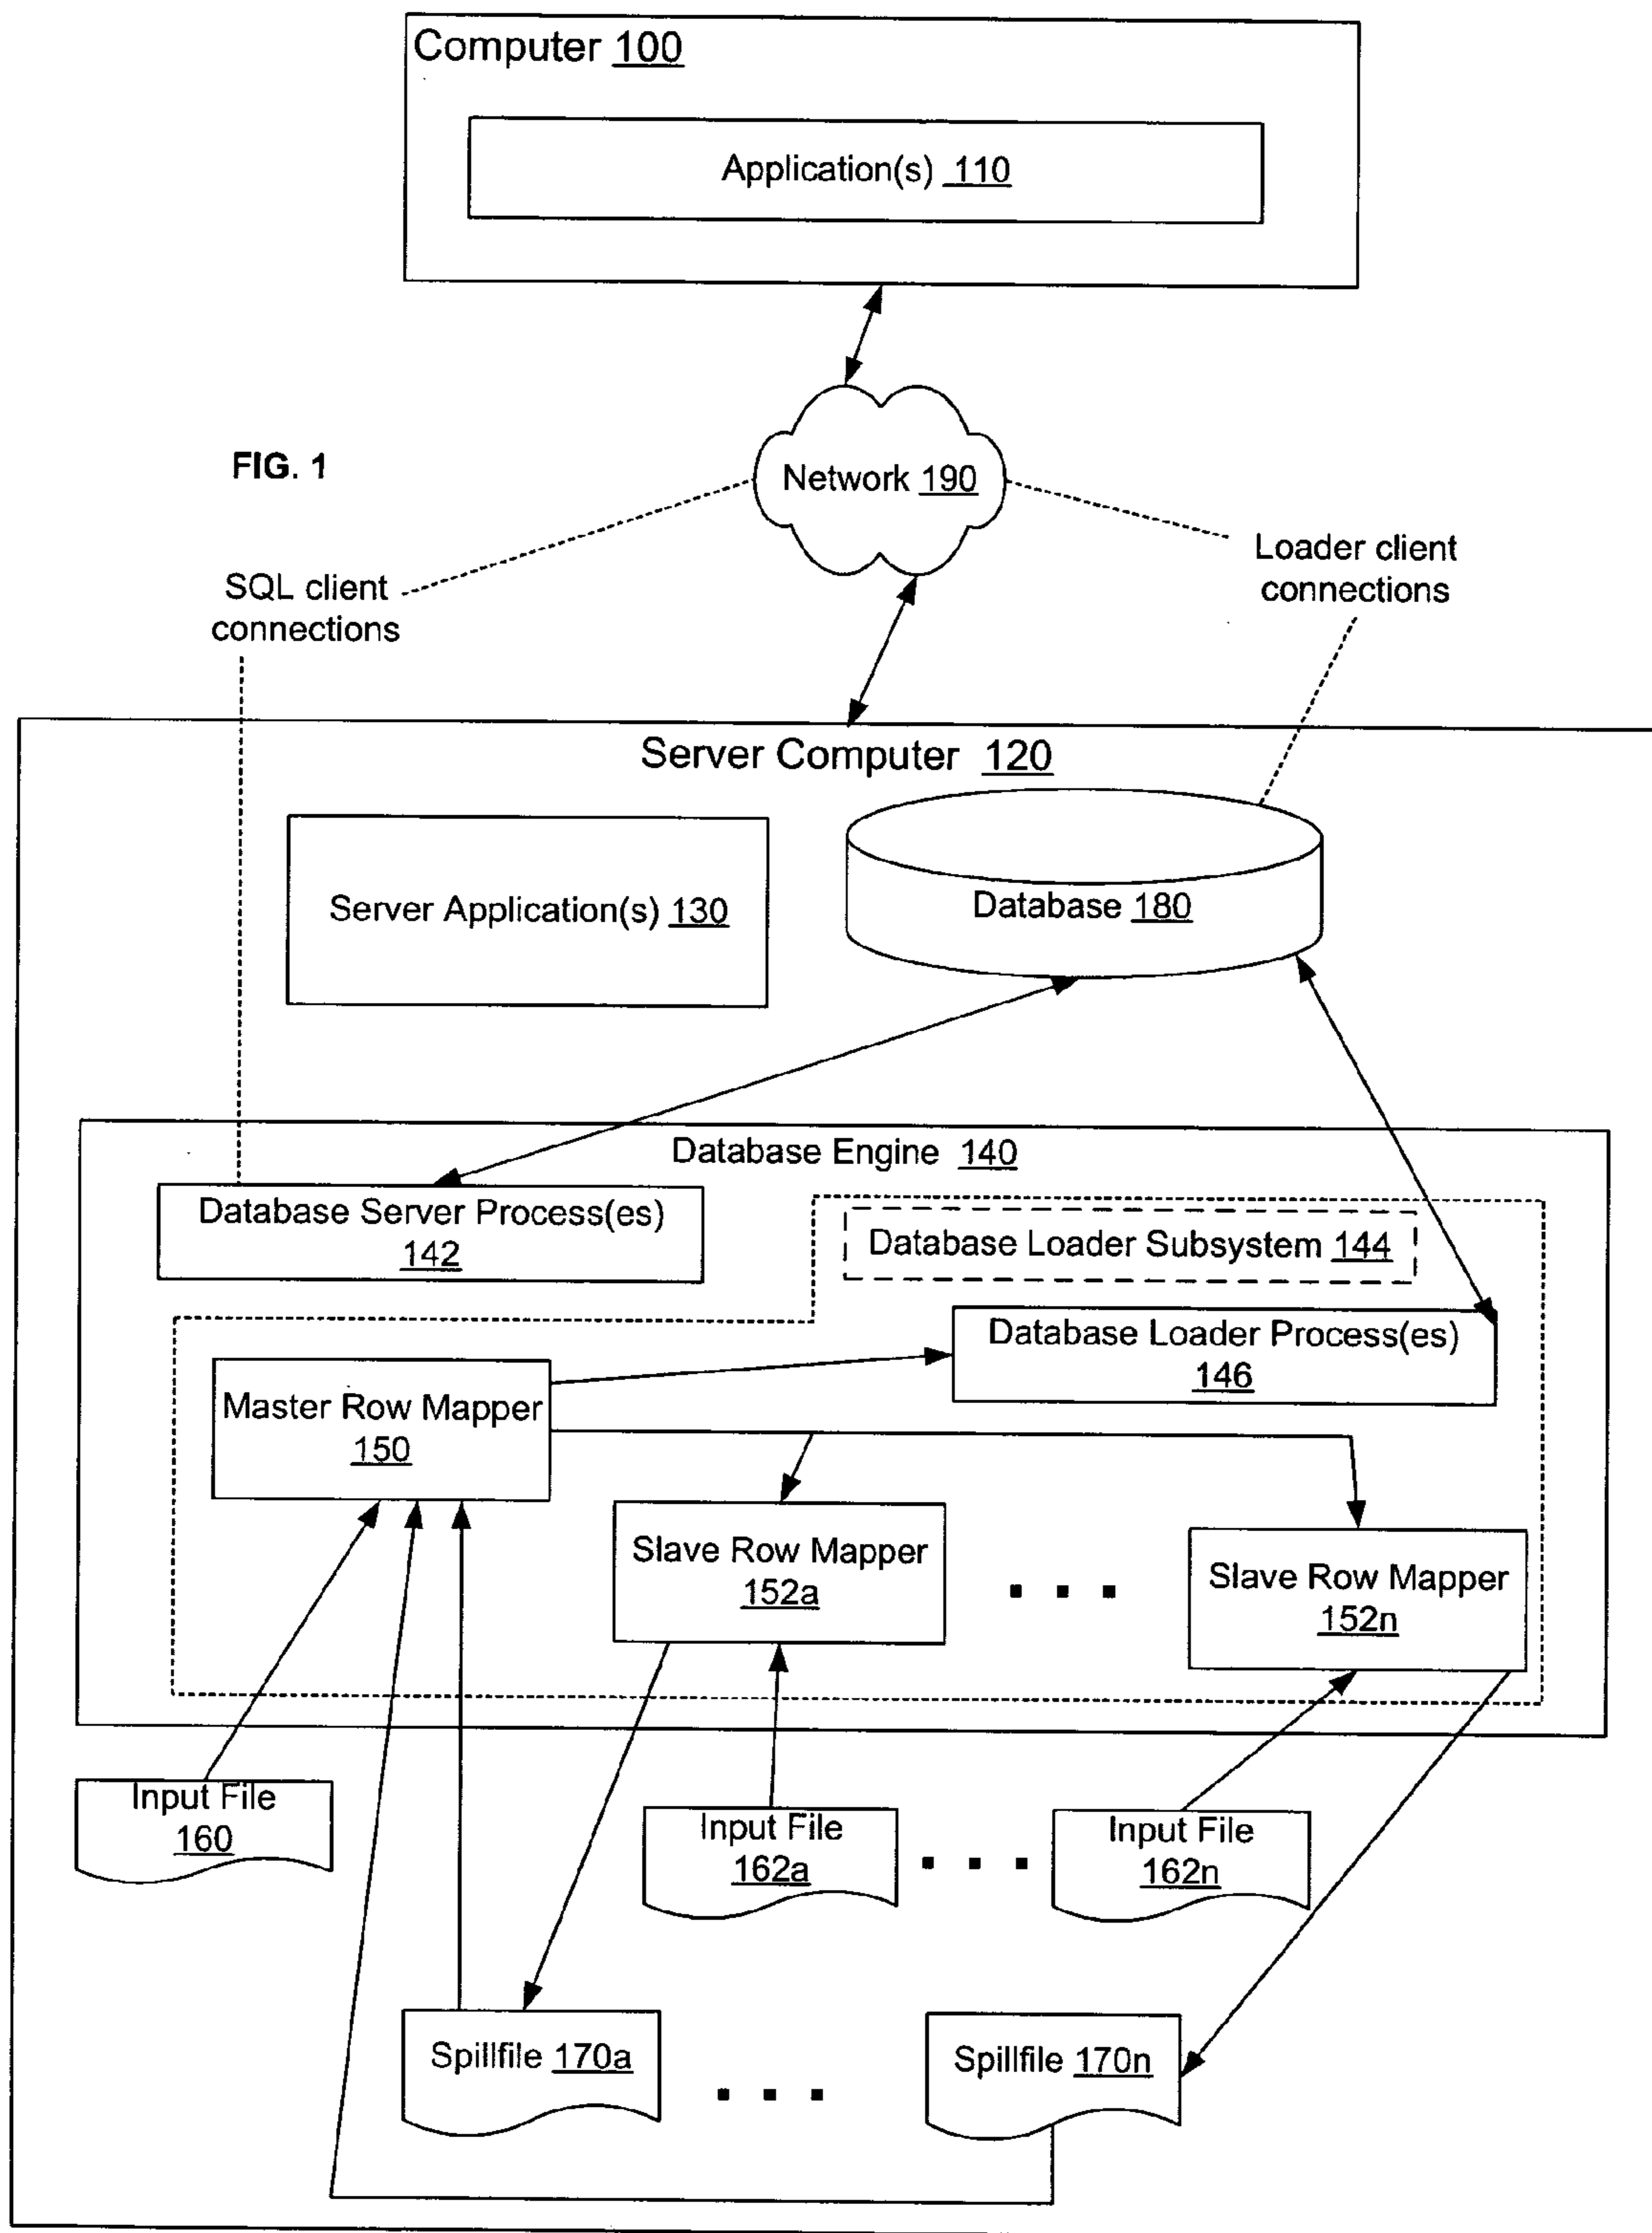 Computer 100
Application(s) 110
FIG. 1
Network 190
SQL client
connections
Loader client
connections
Server Computer 120
Server Application(s) 130
Database 180
Database Engine 140
Database Server Process(es)
142
Database Loader Subsystem 144
Database Loader Process(es)
146
Master Row Mapper
150
Slave Row Mapper
152a
Slave Row Mapper
152n
Input File
160
Input File
162a
Input File
162n
Spillfile 170a
Spillfile 170n